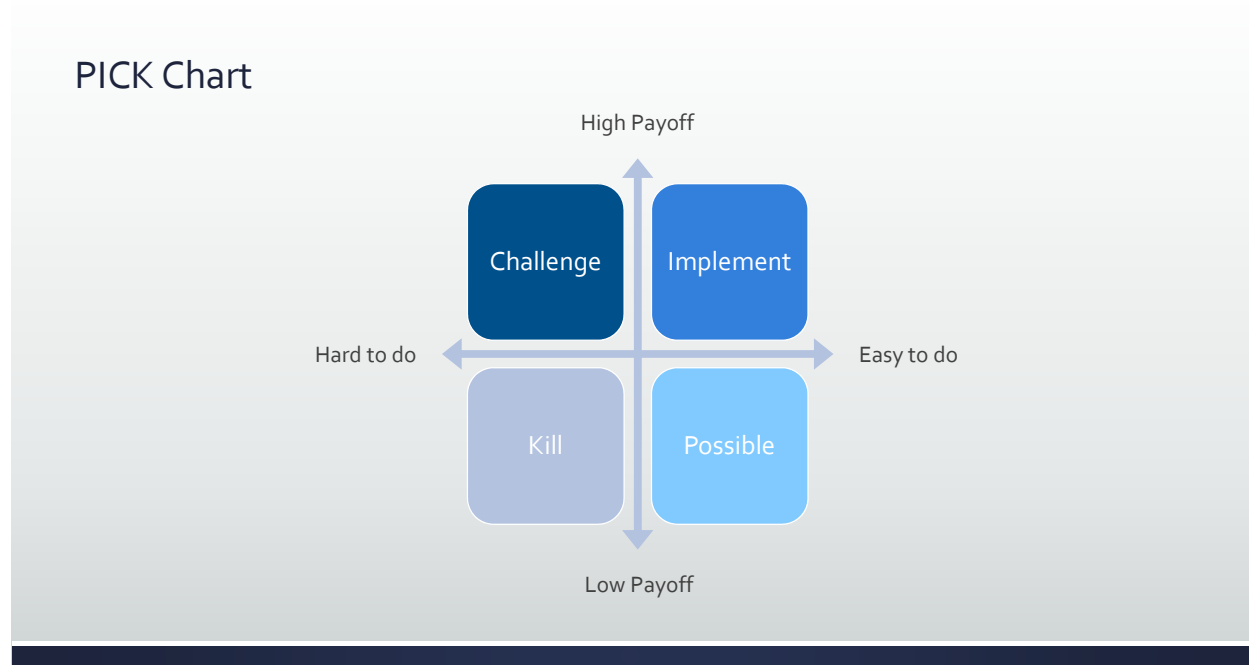 PICK Chart
High Payoff
Challenge
Implement
Hard to do
Easy to do
Kill
Possible
Low Payoff